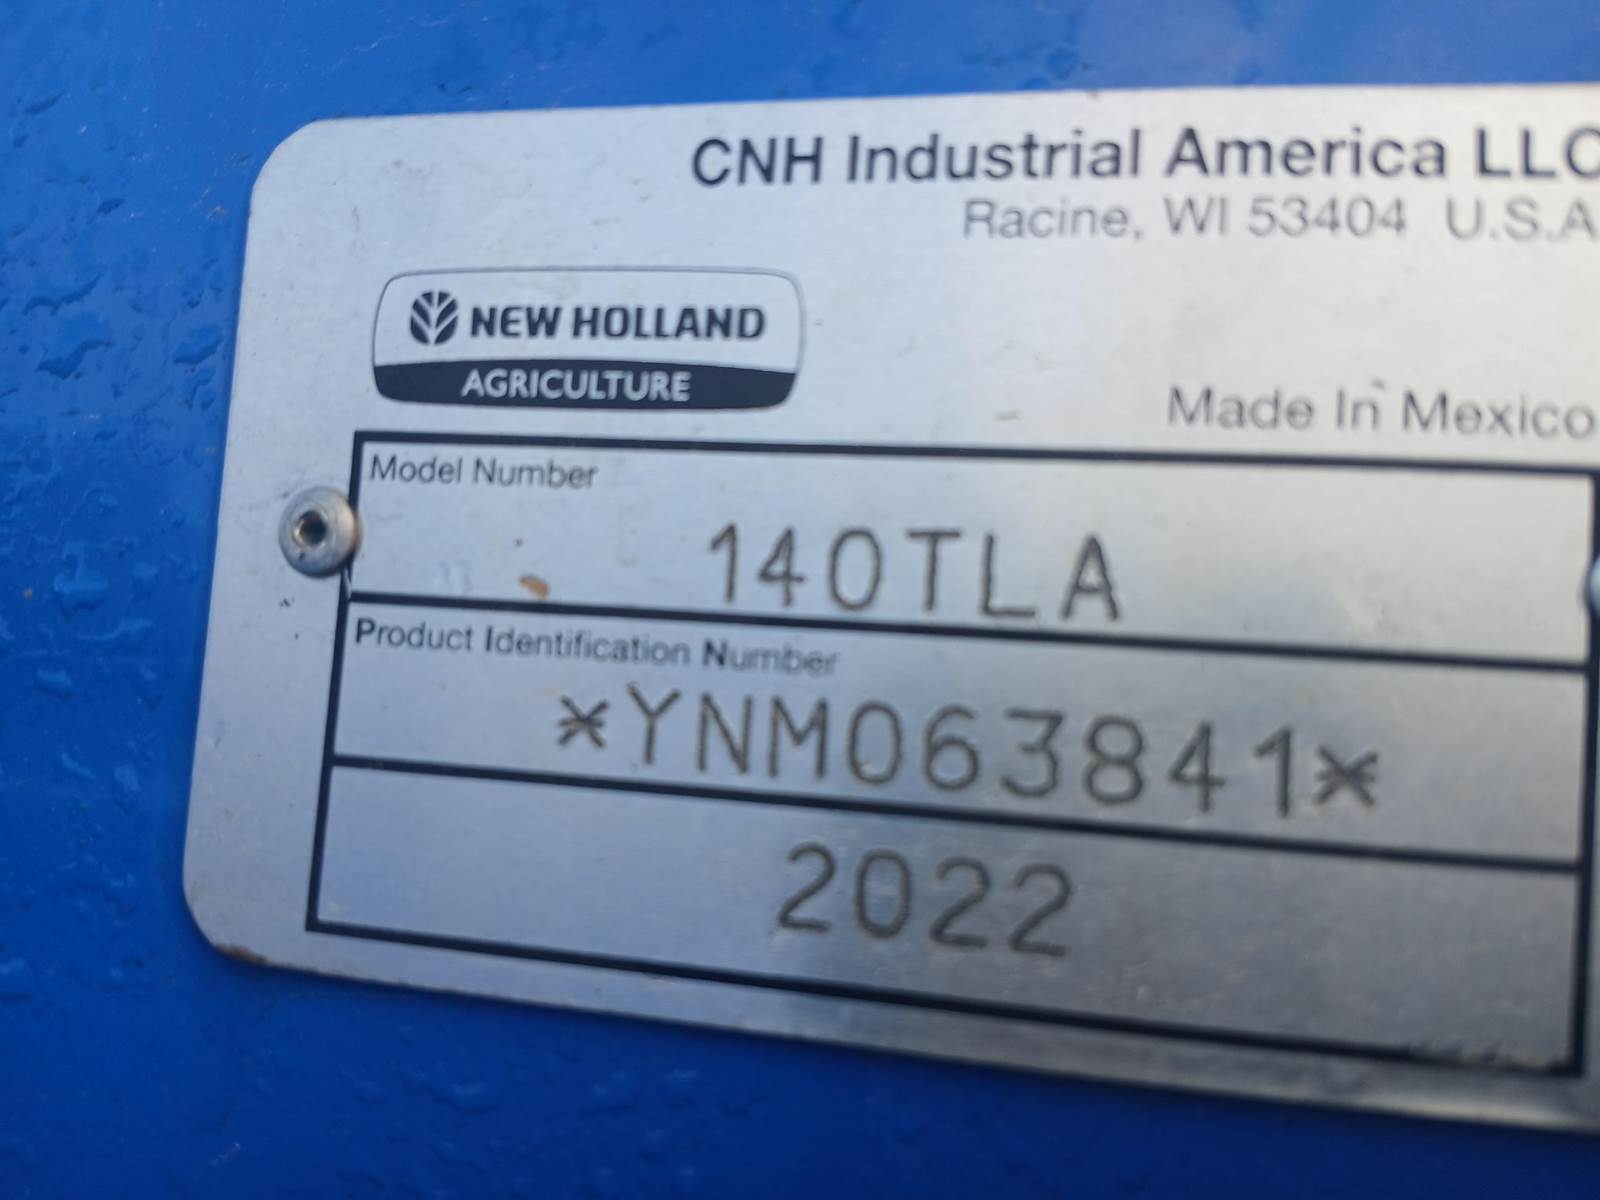 CNH Industrial America LLC
Racine, WI 53404 U.S.A
NEW HOLLAND
AGRICULTURE
Made In Mexico
Model Number
140TLA
Product Identification Number
*YNM063841*
2022